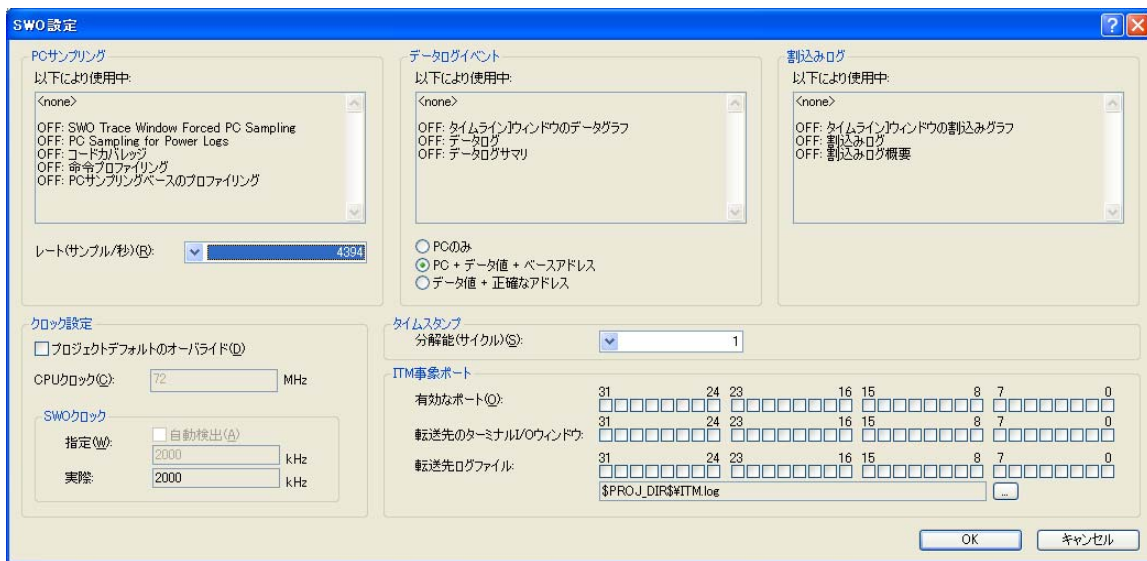 SWO設定
PCサンプリング
以下により使用中:
<none>
OFF: SWO Trace Window Forced PC Sampling
OFF: PC Sampling for Power Logs
OFF: コードカバレッジ
OFF: 命令プロファイリング
OFF: PCサンプリングベースのプロファイリング
レート(サンプル/秒)(R):
4394
データログイベント
以下により使用中:
<none>
OFF: タイムライン]ウィンドウのデータグラフ
OFF: データログ
OFF: データログサマリ
PCのみ
PC + データ値 + ベースアドレス
データ値 + 正確なアドレス
割込みログ
以下により使用中:
<none>
OFF: タイムライン]ウィンドウの割込みグラフ
OFF: 割込みログ
OFF: 割込みログ概要
クロック設定
プロジェクトデフォルトのオーバライド(D)
CPUクロック(C): 72 MHz
SWOクロック
指定(W): 自動検出(A)
2000 kHz
実際: 2000 kHz
タイムスタンプ
分解能(サイクル)(S): 1
ITM事象ポート
有効なポート(O): 31 24 23 16 15 8 7 0
転送先のターミナルI/Oウィンドウ: 31 24 23 16 15 8 7 0
転送先ログファイル: 31 24 23 16 15 8 7 0
$PROJ_DIR$¥ITM.log ...
OK キャンセル